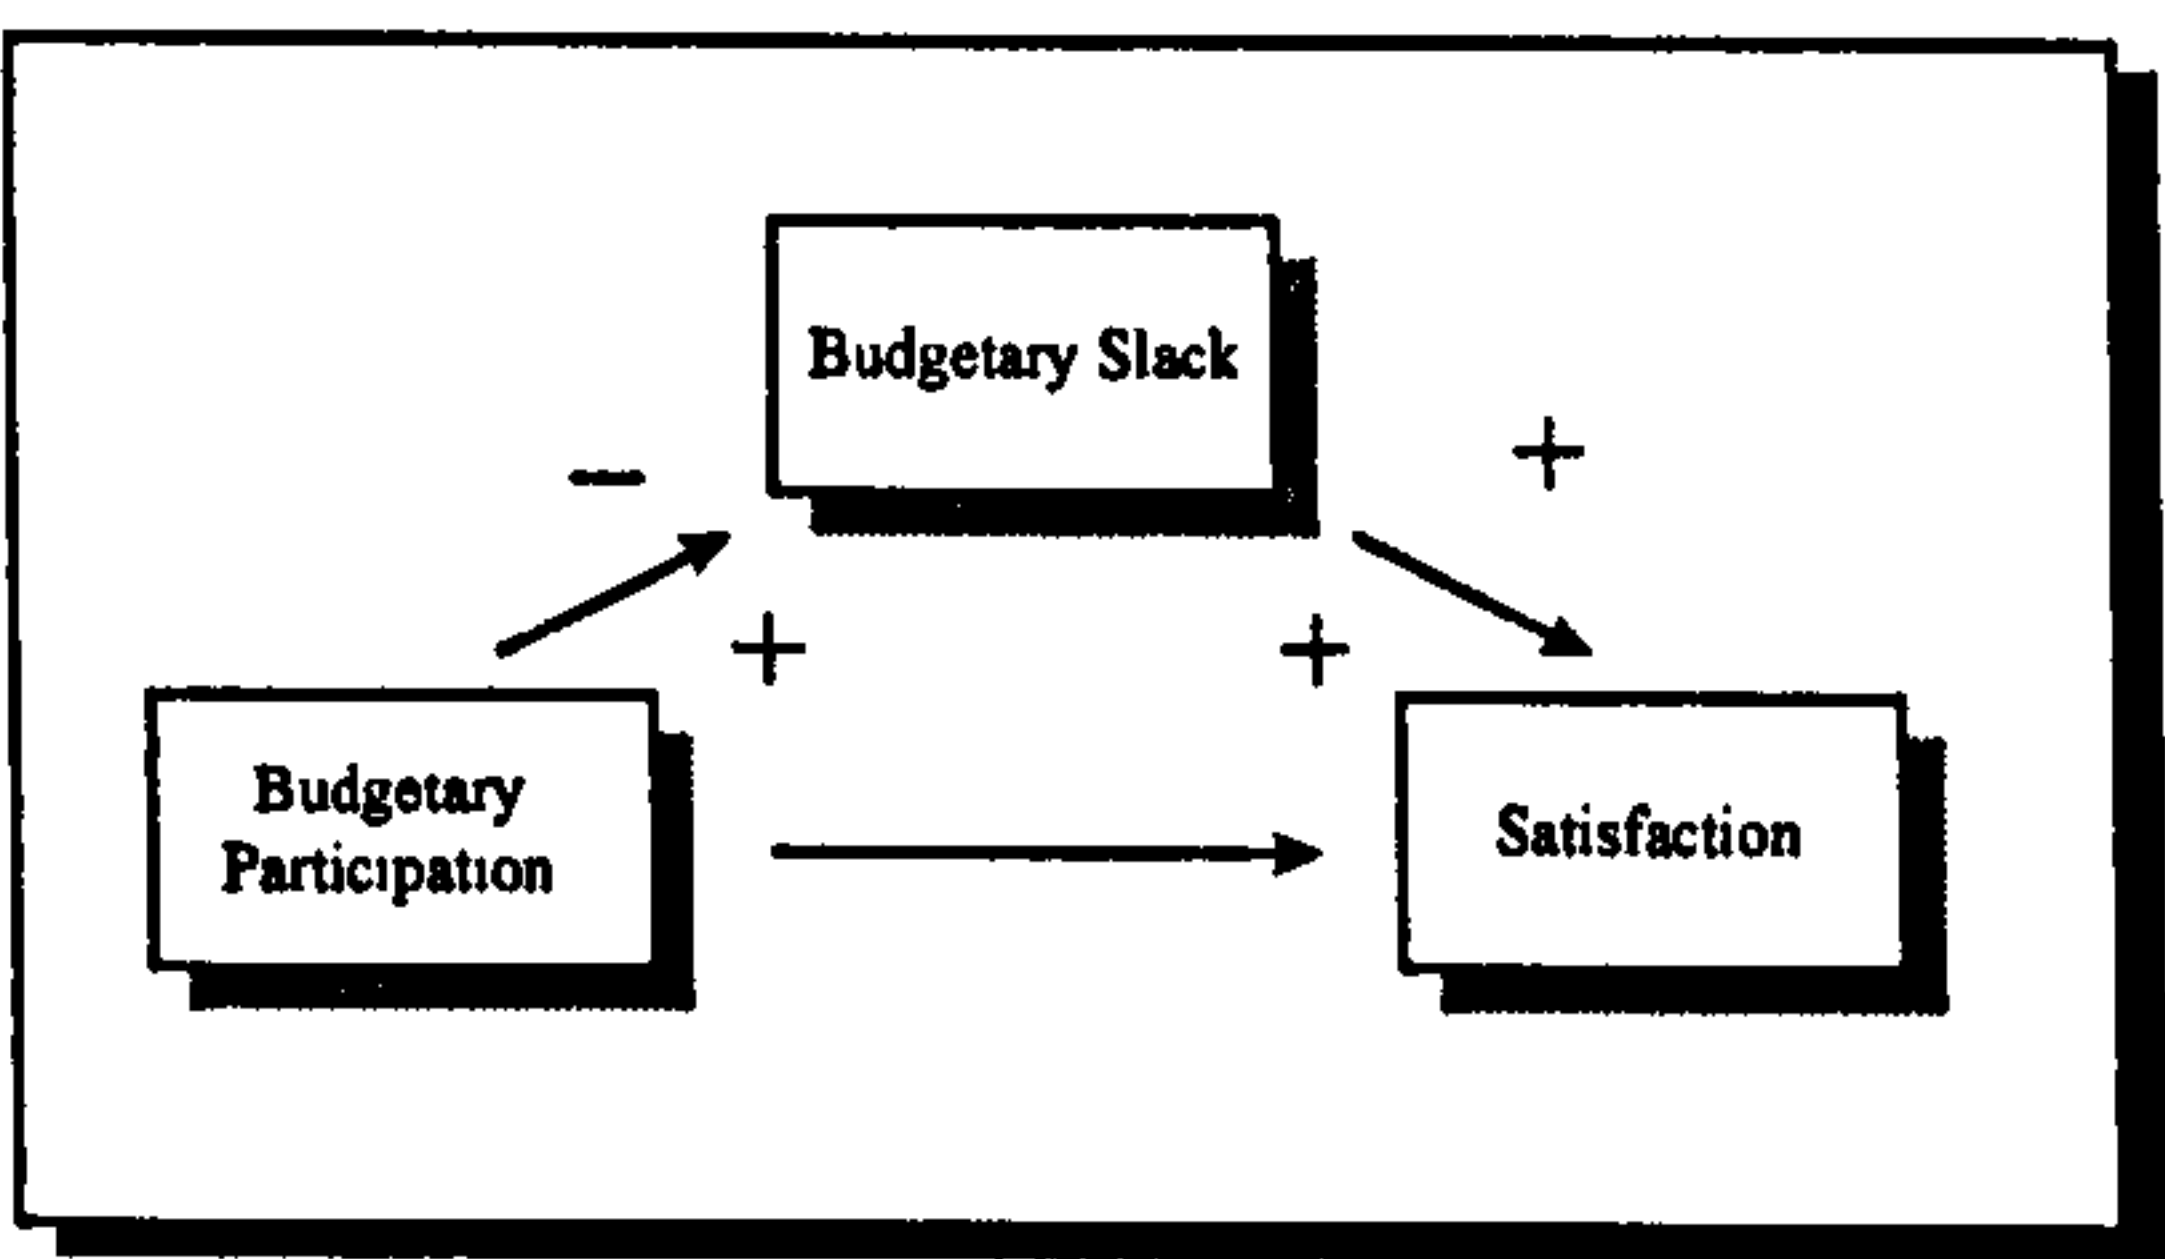 Budgetary Slack
−
+
+
+
Budgetary
Participation
Satisfaction